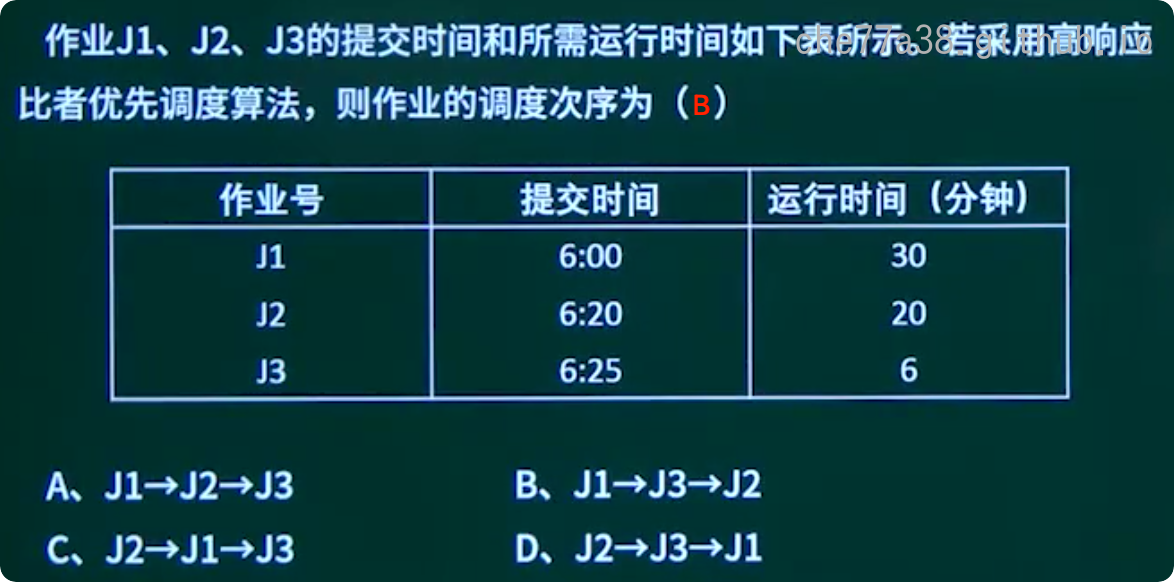 作业J1、J2、J3的提交时间和所需运行时间如下表所示。若采用高响应
比者优先调度算法，则作业的调度次序为（B）
作业号 提交时间 运行时间（分钟）
J1 6:00 30
J2 6:20 20
J3 6:25 6
A、J1→J2→J3 B、J1→J3→J2
C、J2→J1→J3 D、J2→J3→J1